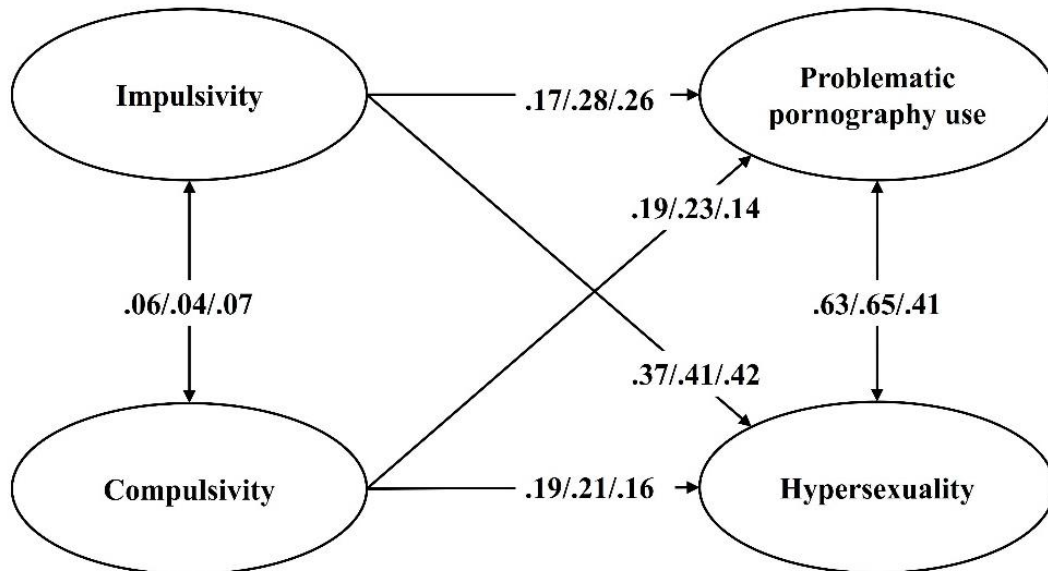 Impulsivity
.17/.28/.26
Problematic
pornography use
.19/.23/.14
.06/.04/.07
.63/.65/.41
.37/.41/.42
Compulsivity
.19/.21/.16
Hypersexuality